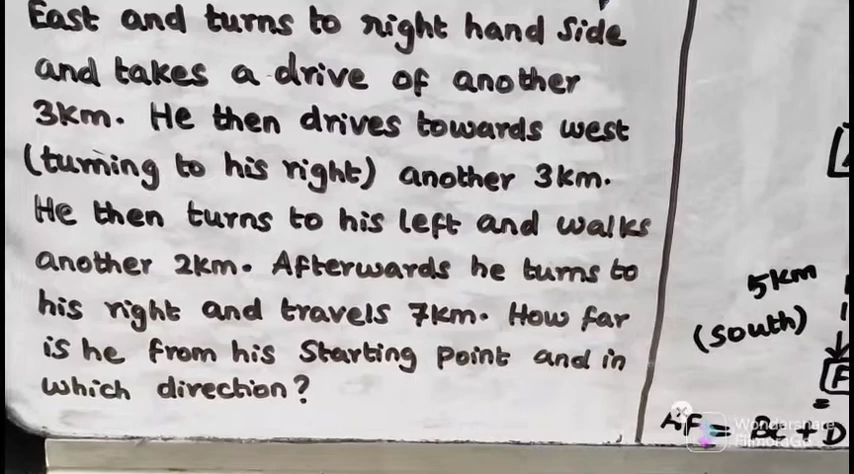 East and turns to right hand side
and takes a drive of another
3km. He then drives towards west
(turning to his right) another 3km.
He then turns to his left and walks
another 2km. Afterwards he turns to
his right and travels 7km. How far
is he from his Starting point and in
which direction?
5km
(South)
F
=
AF =
D
Wondershare
FilmoraGo